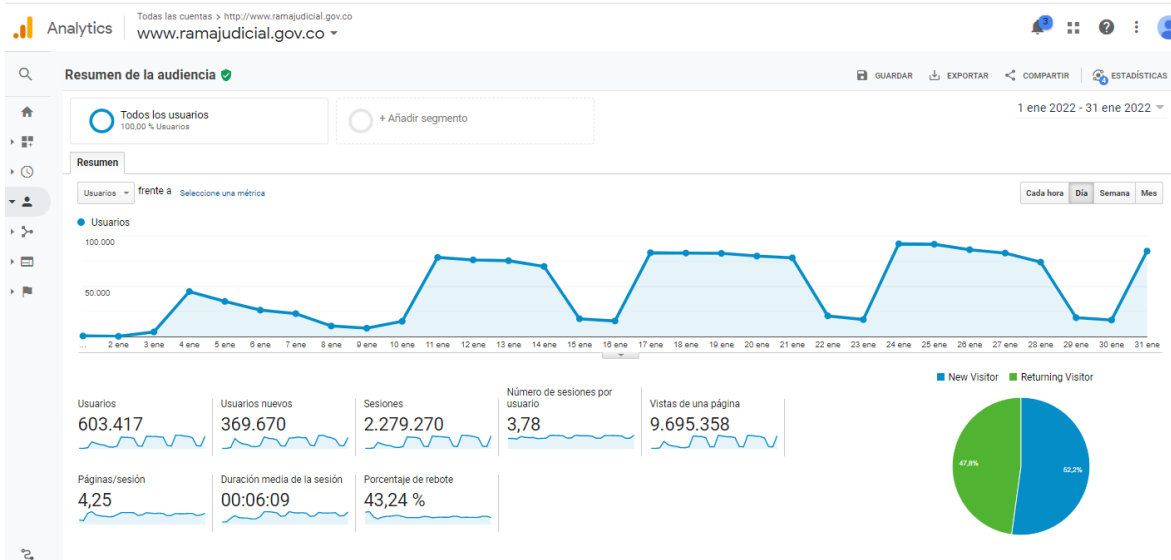 Todas las cuentas > http://www.ramajudicial.gov.co
Analytics
www.ramajudicial.gov.co
3
Resumen de la audiencia
GUARDAR
EXPORTAR
COMPARTIR
4
ESTADÍSTICAS
Todos los usuarios
100,00 % Usuarios
+ Añadir segmento
1 ene 2022 - 31 ene 2022
Resumen
Usuarios
frente a
Seleccione una métrica
Cada hora
Día
Semana
Mes
Usuarios
100.000
50.000
... 2 ene 3 ene 4 ene 5 ene 6 ene 7 ene 8 ene 9 ene 10 ene 11 ene 12 ene 13 ene 14 ene 15 ene 16 ene 17 ene 18 ene 19 ene 20 ene 21 ene 22 ene 23 ene 24 ene 25 ene 26 ene 27 ene 28 ene 29 ene 30 ene 31 ene
New Visitor
Returning Visitor
Usuarios
603.417
Usuarios nuevos
369.670
Sesiones
2.279.270
Número de sesiones por
usuario
3,78
Vistas de una página
9.695.358
47,8%
52,2%
Páginas/sesión
4,25
Duración media de la sesión
00:06:09
Porcentaje de rebote
43,24 %